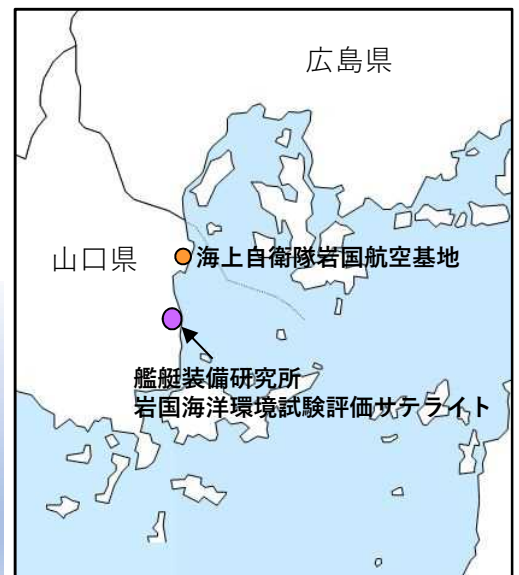 広島県
山口県
海上自衛隊岩国航空基地
艦艇装備研究所
岩国海洋環境試験評価サテライト